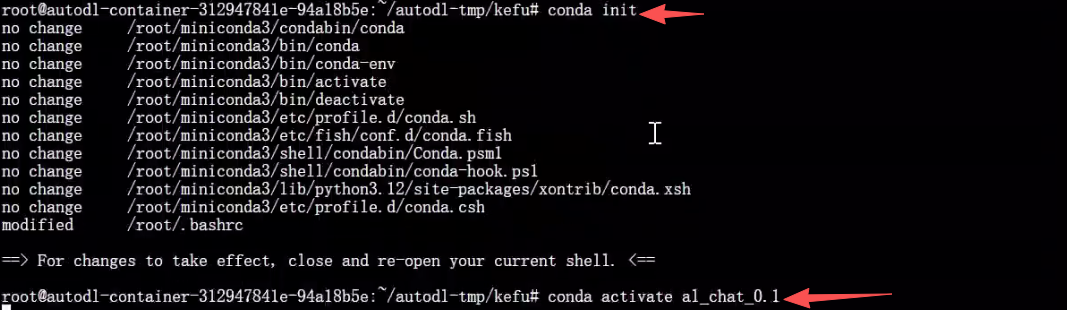 root@autodl-container-312947841e-94a18b5e:~/autodl-tmp/kefu# conda init
no change     /root/miniconda3/condabin/conda
no change     /root/miniconda3/bin/conda
no change     /root/miniconda3/bin/conda-env
no change     /root/miniconda3/bin/activate
no change     /root/miniconda3/bin/deactivate
no change     /root/miniconda3/etc/profile.d/conda.sh
no change     /root/miniconda3/etc/fish/conf.d/conda.fish
no change     /root/miniconda3/shell/condabin/Conda.psm1
no change     /root/miniconda3/shell/condabin/conda-hook.ps1
no change     /root/miniconda3/lib/python3.12/site-packages/xontrib/conda.xsh
no change     /root/miniconda3/etc/profile.d/conda.csh
modified      /root/.bashrc
==> For changes to take effect, close and re-open your current shell. <==
root@autodl-container-312947841e-94a18b5e:~/autodl-tmp/kefu# conda activate al_chat_0.1